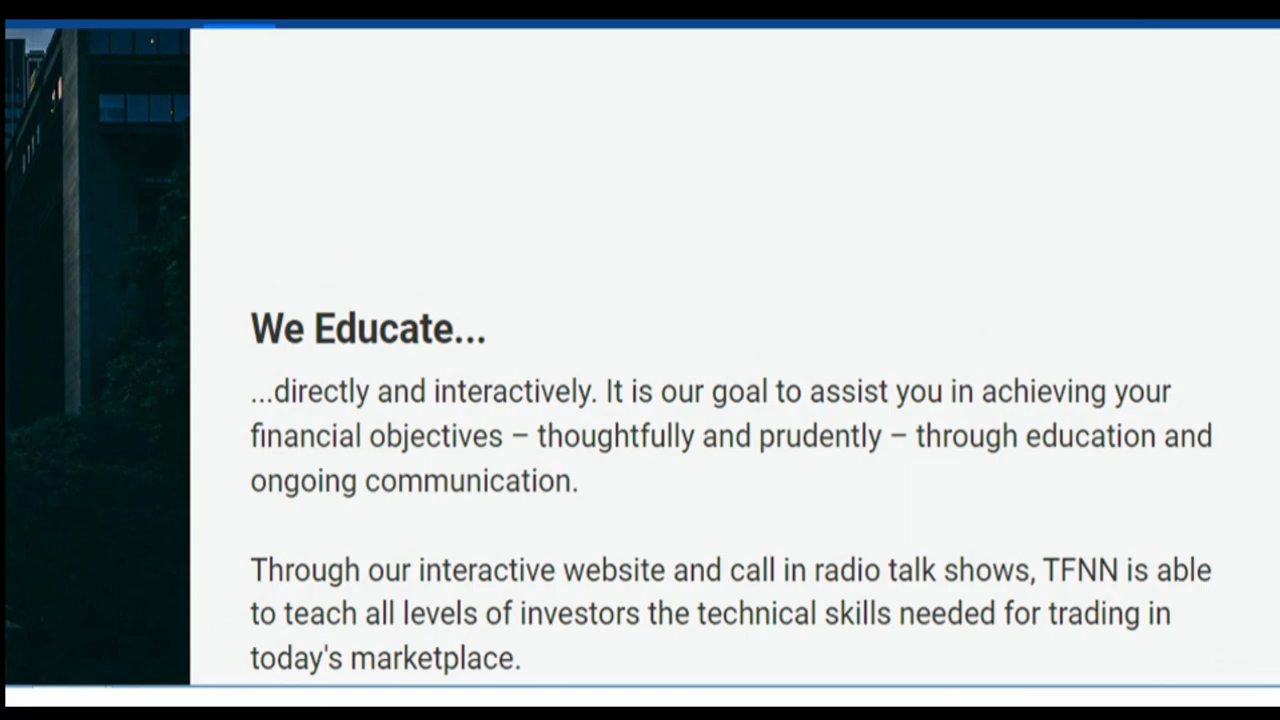 We Educate...
...directly and interactively. It is our goal to assist you in achieving your
financial objectives – thoughtfully and prudently – through education and
ongoing communication.
Through our interactive website and call in radio talk shows, TFNN is able
to teach all levels of investors the technical skills needed for trading in
today's marketplace.